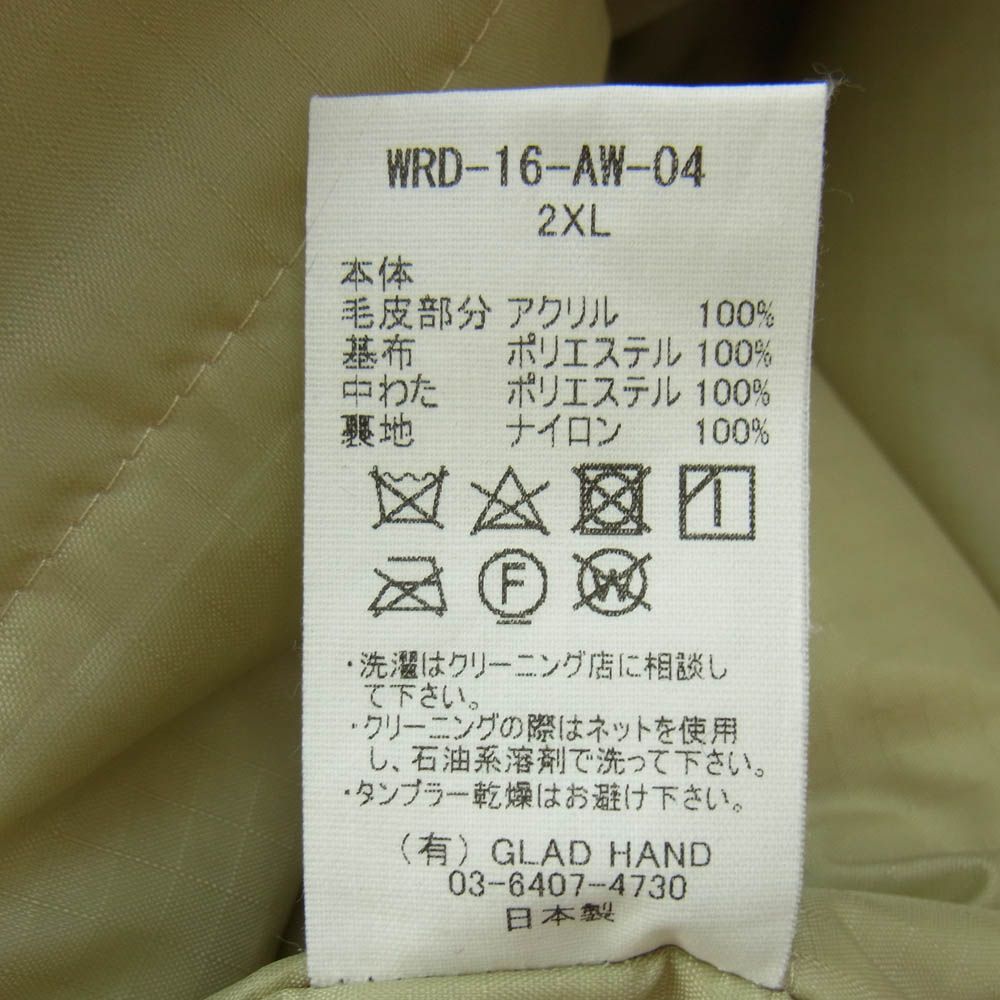 WRD-16-AW-04
2XL
本体
毛皮部分 アクリル 100%
基布 ポリエステル 100%
中わた ポリエステル 100%
裏地 ナイロン 100%
F W
・洗濯はクリーニング店に相談し
て下さい。
・クリーニングの際はネットを使用
し、石油系溶剤で洗って下さい。
・タンブラー乾燥はお避け下さい。
（有）GLAD HAND
03-6407-4730
日本製